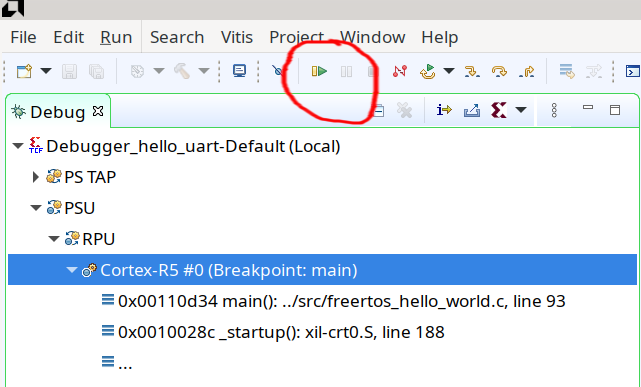 File Edit Run Search Vitis Project Window Help
Debug
TCF Debugger_hello_uart-Default (Local)
PS TAP
PSU
RPU
Cortex-R5 #0 (Breakpoint: main)
0x00110d34 main(): ../src/freertos_hello_world.c, line 93
0x0010028c _startup(): xil-crt0.S, line 188
...